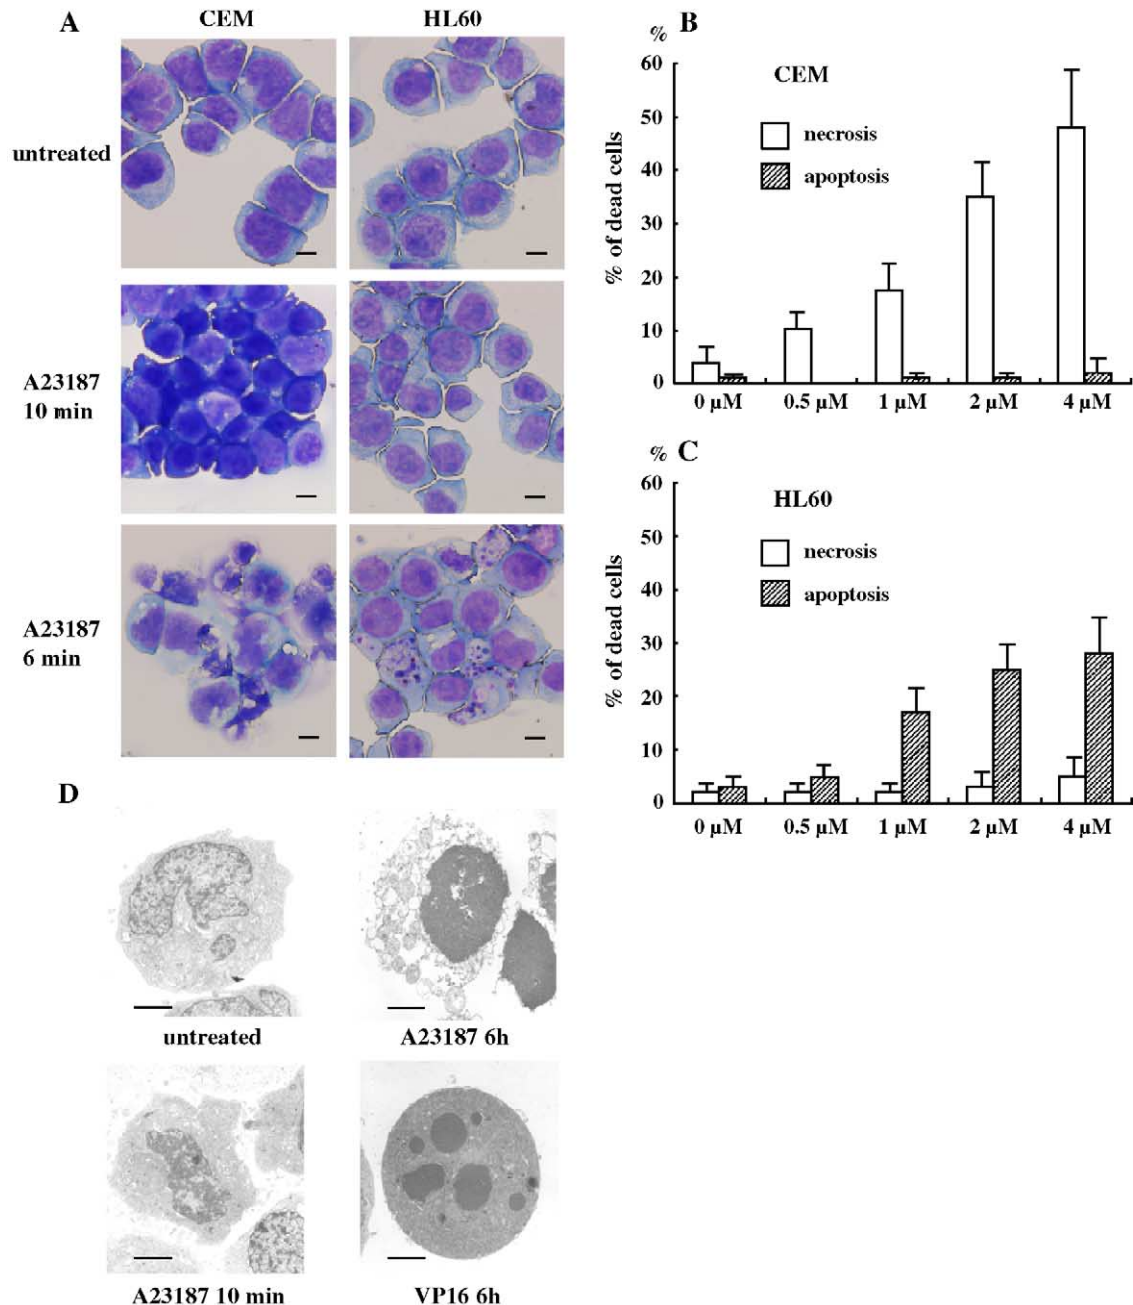 A
CEM
HL60
untreated
A23187
10 min
A23187
6 min
% B
60
50
40
30
20
10
0
% of dead cells
CEM
necrosis
apoptosis
0 µM
0.5 µM
1 µM
2 µM
4 µM
% C
60
50
40
30
20
10
0
% of dead cells
HL60
necrosis
apoptosis
0 µM
0.5 µM
1 µM
2 µM
4 µM
D
untreated
A23187 6h
A23187 10 min
VP16 6h